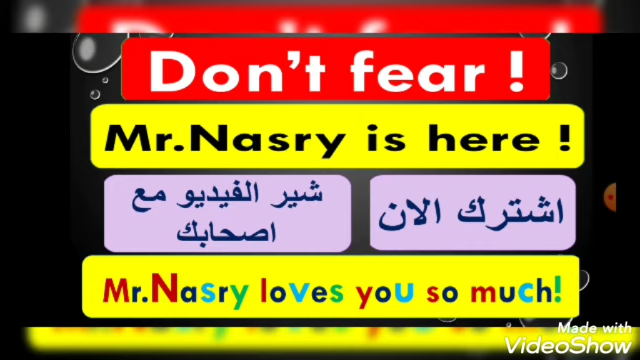 Don't fear !
Mr.Nasry is here !
شير الفيديو مع
اصحابك
اشترك الان
Mr.Nasry loves you so much!
Made with
VideoShow